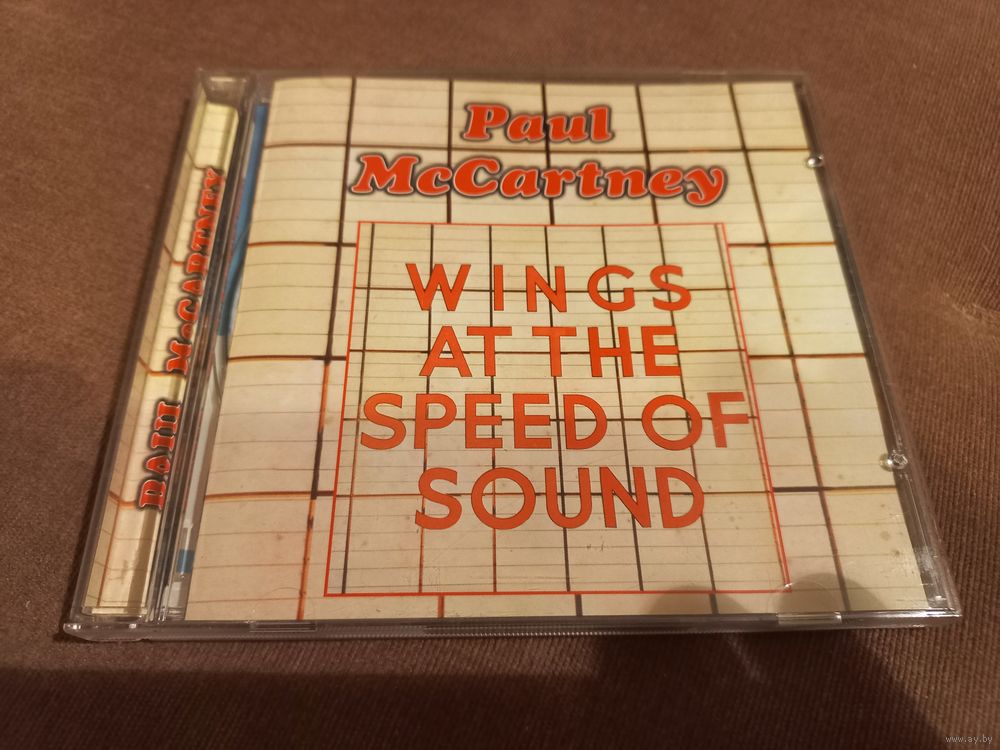 Paul
McCartney
WINGS
AT THE
SPEED OF
SOUND
PAUL McCARTNEY
www.ay.by